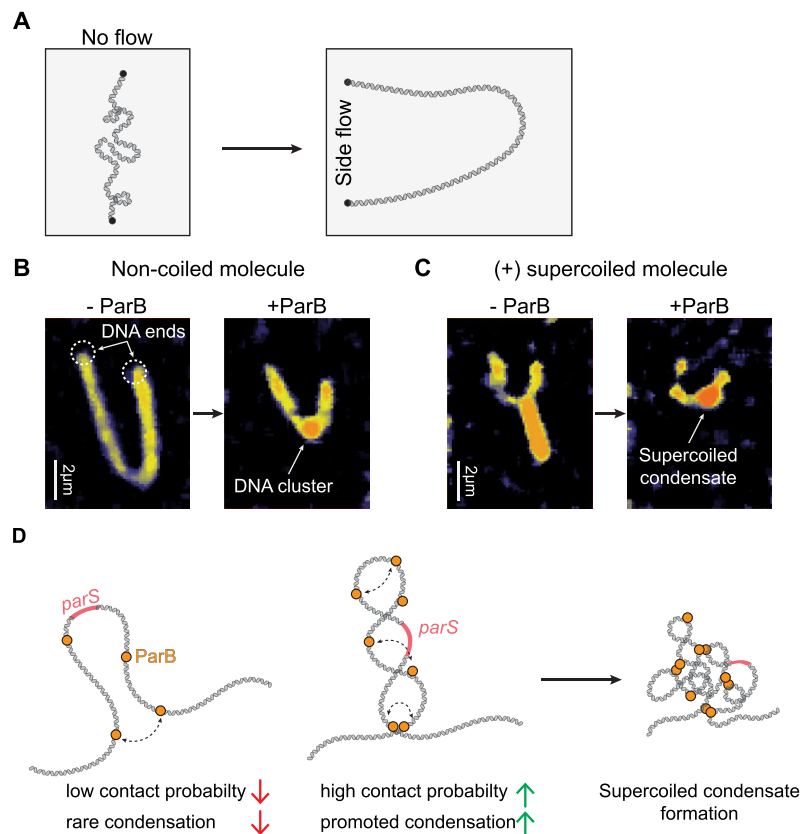 A
No flow
Side flow
B
Non-coiled molecule
- ParB
+ParB
DNA ends
2μm
DNA cluster
C
(+) supercoiled molecule
- ParB
+ParB
2μm
Supercoiled
condensate
D
parS
ParB
low contact probabilty
rare condensation
parS
high contact probabilty
promoted condensation
Supercoiled condensate
formation